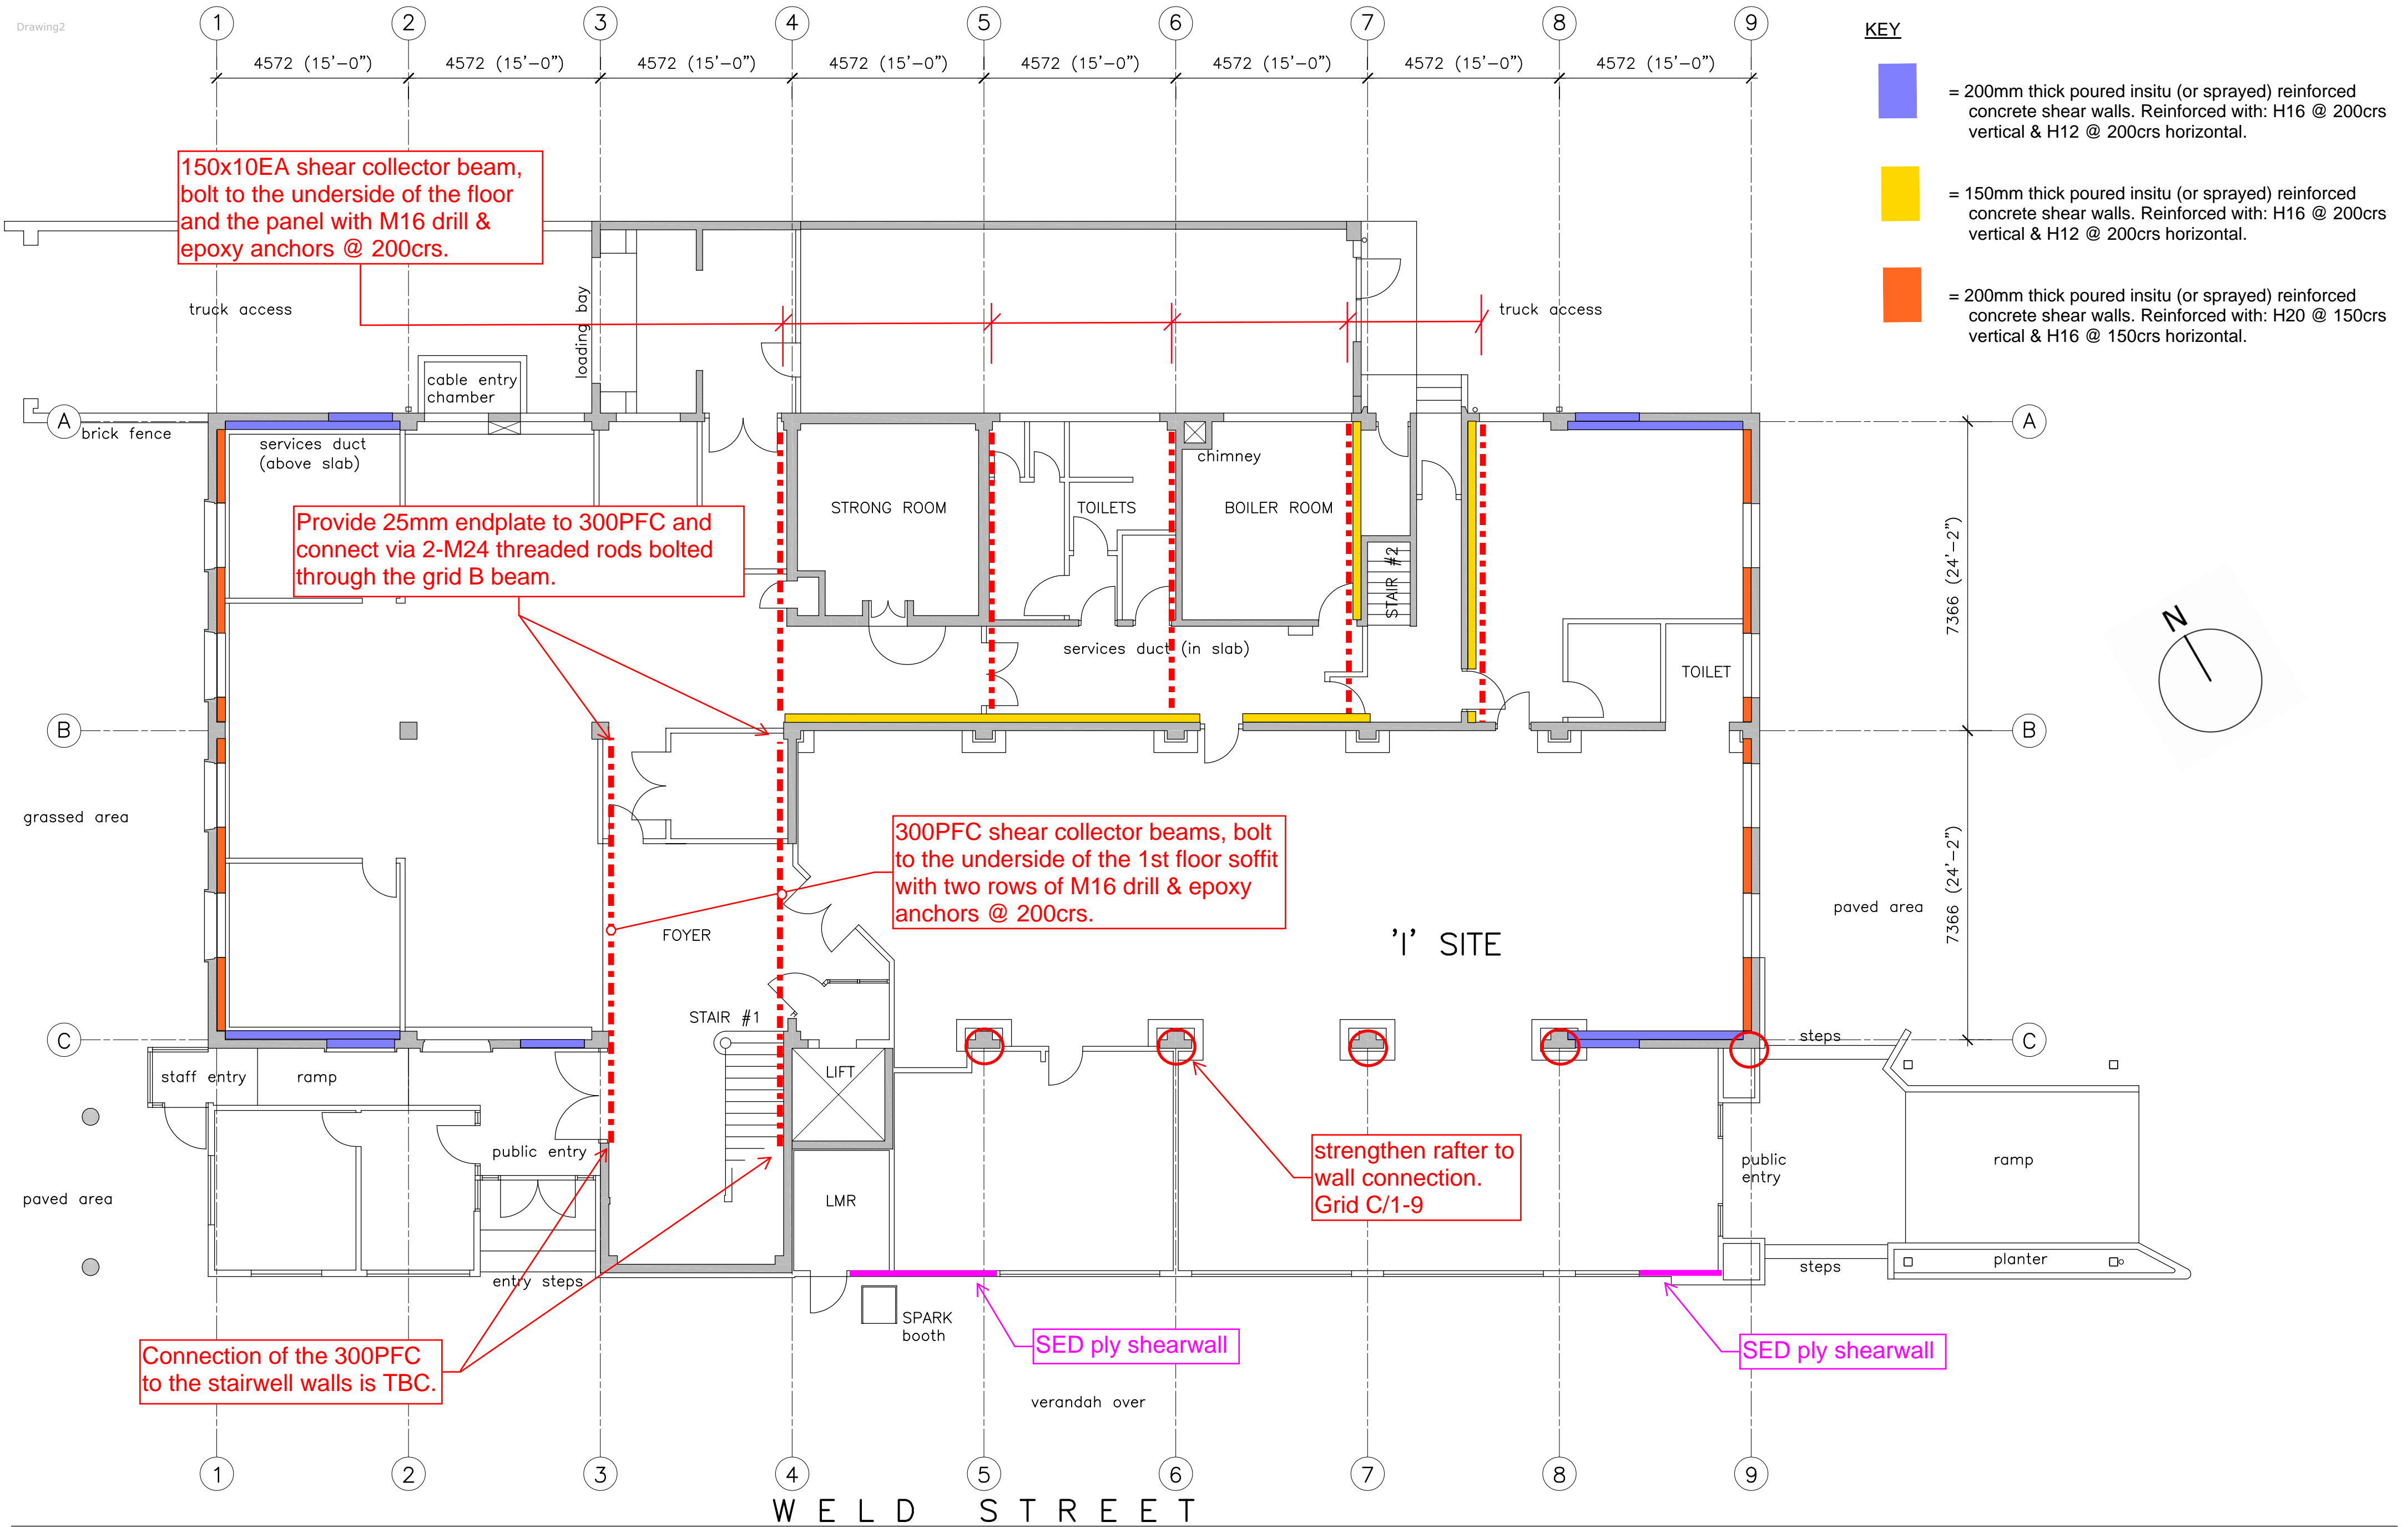 Drawing2
1 2 3 4 5 6 7 8 9
4572 (15'-0") 4572 (15'-0") 4572 (15'-0") 4572 (15'-0") 4572 (15'-0") 4572 (15'-0") 4572 (15'-0") 4572 (15'-0")
KEY
= 200mm thick poured insitu (or sprayed) reinforced
concrete shear walls. Reinforced with: H16 @ 200crs
vertical & H12 @ 200crs horizontal.
= 150mm thick poured insitu (or sprayed) reinforced
concrete shear walls. Reinforced with: H16 @ 200crs
vertical & H12 @ 200crs horizontal.
= 200mm thick poured insitu (or sprayed) reinforced
concrete shear walls. Reinforced with: H20 @ 150crs
vertical & H16 @ 150crs horizontal.
150x10EA shear collector beam,
bolt to the underside of the floor
and the panel with M16 drill &
epoxy anchors @ 200crs.
truck access
loading bay
truck access
cable entry
chamber
A
brick fence
services duct
(above slab)
chimney
A
STRONG ROOM
TOILETS
BOILER ROOM
Provide 25mm endplate to 300PFC and
connect via 2-M24 threaded rods bolted
through the grid B beam.
STAIR #2
7366 (24'-2")
N
services duct (in slab)
TOILET
B
B
grassed area
300PFC shear collector beams, bolt
to the underside of the 1st floor soffit
with two rows of M16 drill & epoxy
anchors @ 200crs.
7366 (24'-2")
paved area
FOYER
'I' SITE
STAIR #1
C
steps
C
staff entry
ramp
LIFT
public entry
strengthen rafter to
wall connection.
Grid C/1-9
public
entry
ramp
paved area
LMR
entry steps
steps
planter
SPARK
booth
SED ply shearwall
SED ply shearwall
Connection of the 300PFC
to the stairwell walls is TBC.
verandah over
1 2 3 4 5 6 7 8 9
WELD STREET